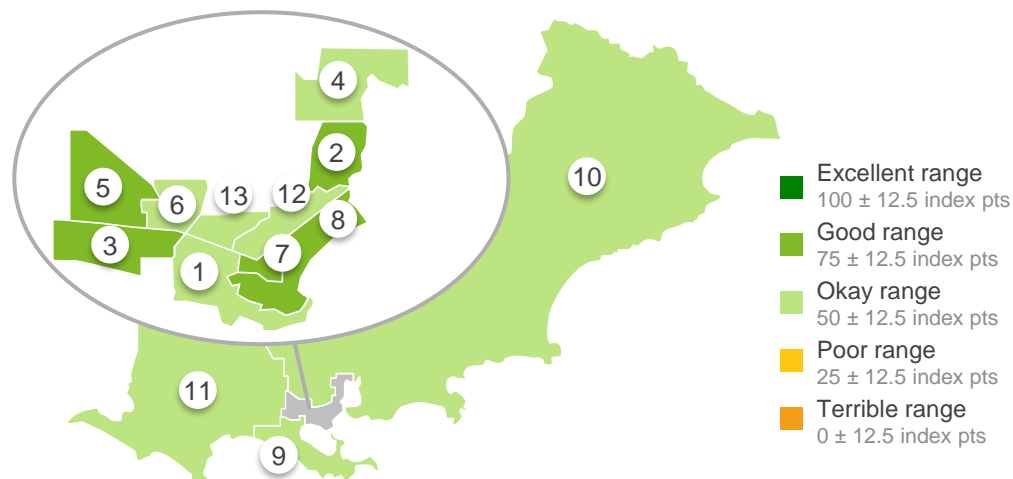 4
2
5
12
13
6
8
3
7
1
10
11
9
Excellent range
100 ± 12.5 index pts
Good range
75 ± 12.5 index pts
Okay range
50 ± 12.5 index pts
Poor range
25 ± 12.5 index pts
Terrible range
0 ± 12.5 index pts